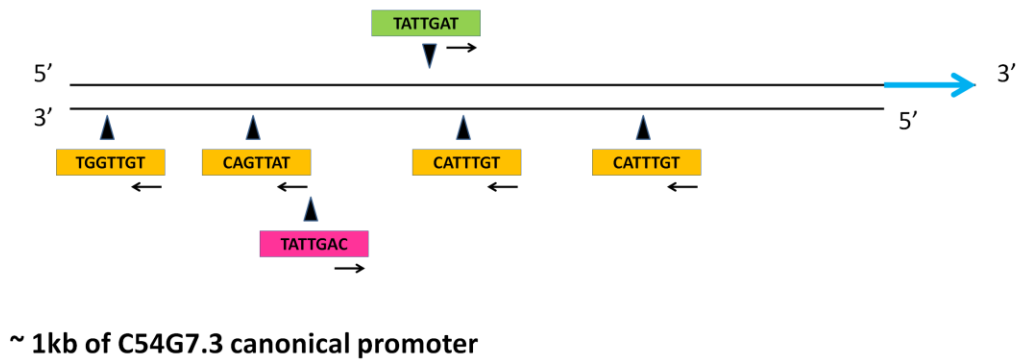 TATTGAT
5’ 3’
3’ 5’
TGGTTGT CAGTTAT CATTTGT CATTTGT
TATTGAC
~ 1kb of C54G7.3 canonical promoter